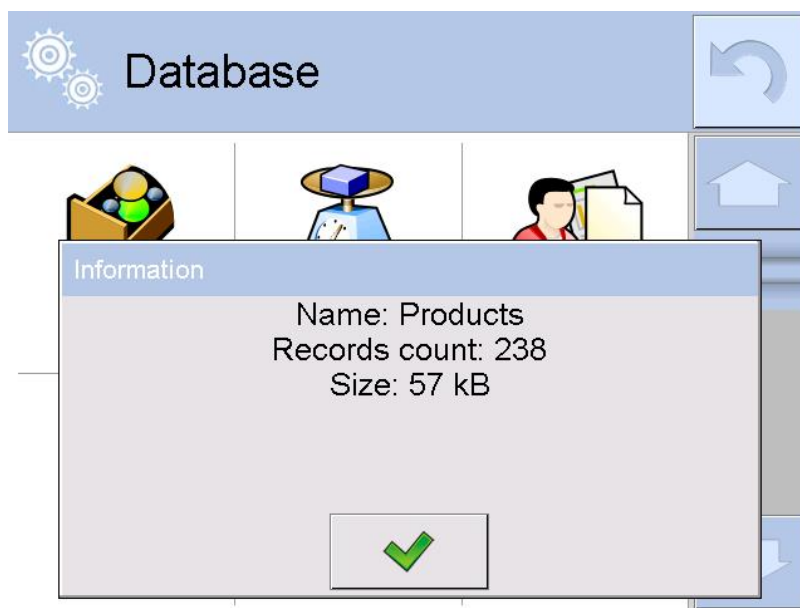 Database
Information
Name: Products
Records count: 238
Size: 57 kB